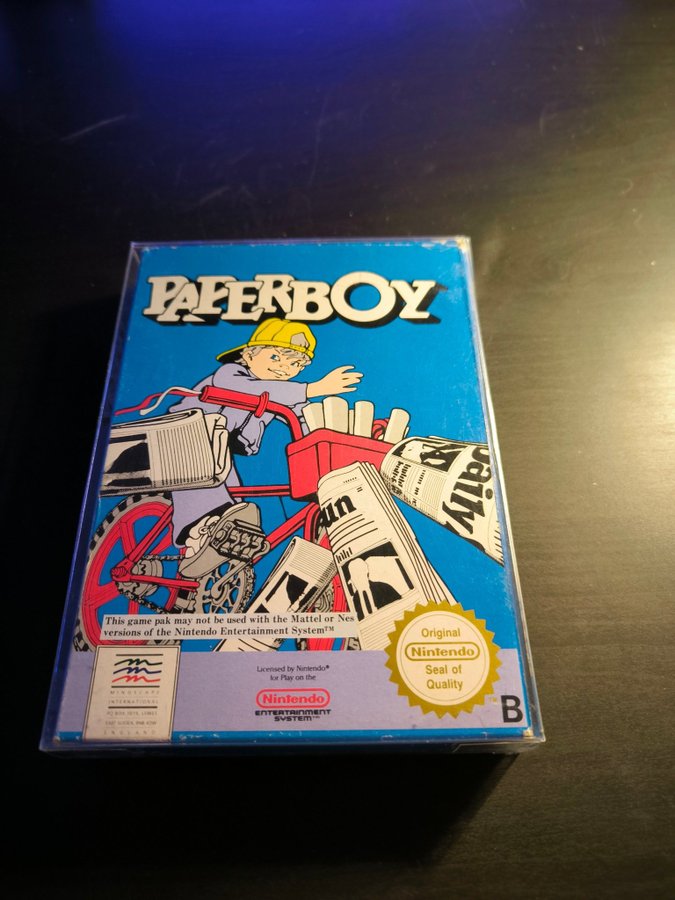 PAPERBOY
Daily
Sun
This game pak may not be used with the Mattel or Nes
versions of the Nintendo Entertainment System™
MINDSCAPE
INTERNATIONAL
ENGLAND
Licensed by Nintendo®
for Play on the
Nintendo
ENTERTAINMENT
SYSTEM™
Original
Nintendo
Seal of
Quality
™
B